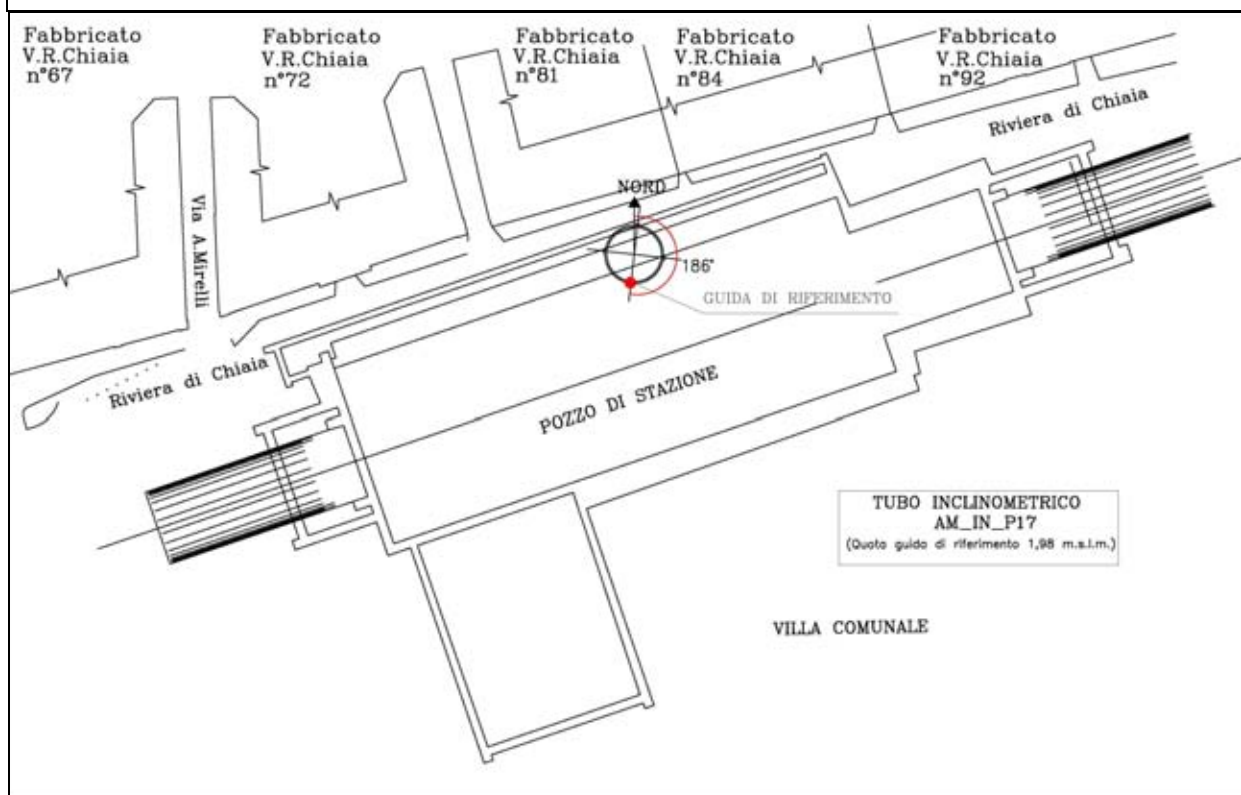 Fabbricato
V.R.Chiaia
n°67
Fabbricato
V.R.Chiaia
n°72
Fabbricato
V.R.Chiaia
n°81
Fabbricato
V.R.Chiaia
n°84
Fabbricato
V.R.Chiaia
n°92
Riviera di Chiaia
NORD
Via A.Mirelli
186°
GUIDA DI RIFERIMENTO
Riviera di Chiaia
POZZO DI STAZIONE
TUBO INCLINOMETRICO
AM_IN_P17
(Quota guida di riferimento 1,98 m.s.l.m.)
VILLA COMUNALE